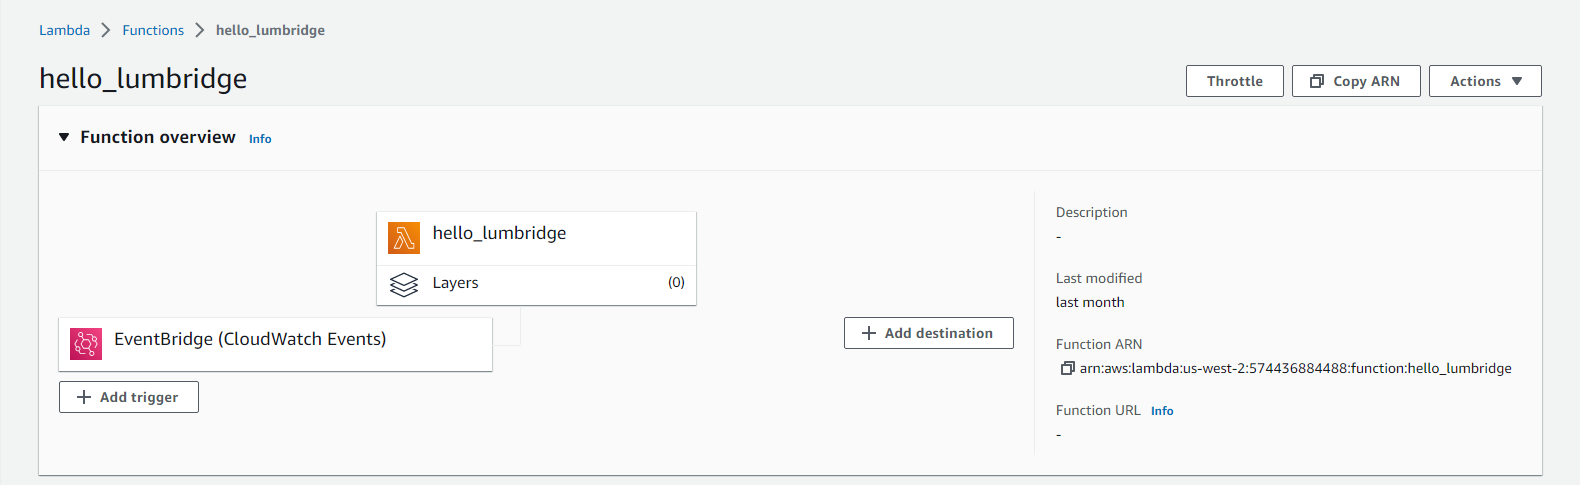 Lambda > Functions > hello_lumbridge
hello_lumbridge
Throttle
Copy ARN
Actions
Function overview Info
hello_lumbridge
Layers (0)
EventBridge (CloudWatch Events)
+ Add trigger
+ Add destination
Description
-
Last modified
last month
Function ARN
arn:aws:lambda:us-west-2:574436884488:function:hello_lumbridge
Function URL Info
-